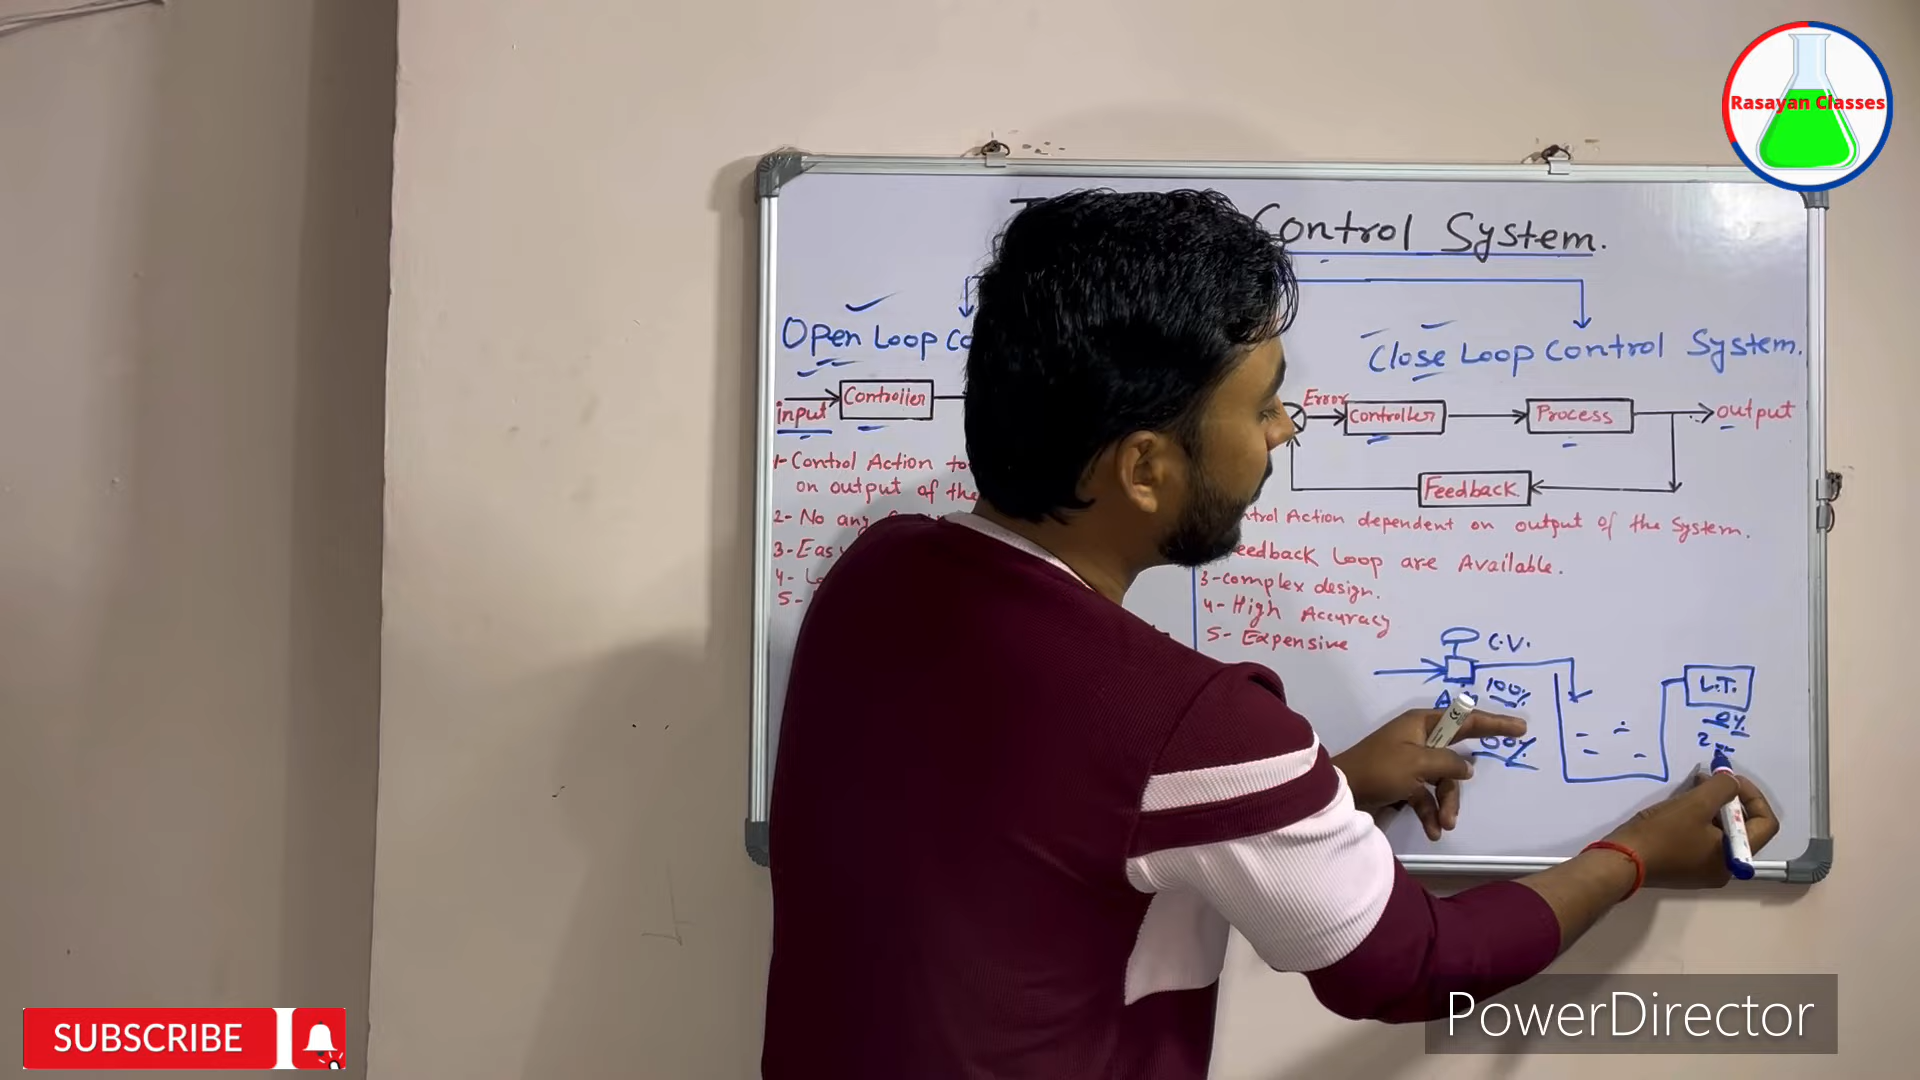 Rasayan Classes
Control System.
Open Loop Co
Close Loop Control System.
input
Controller
Error
Controller
Process
output
Feedback
1- Control Action
on output of the
2- No any
3- Eas
4- Lo
5-
ntrol Action dependent on output of the System.
eedback Loop are Available.
3- complex design.
4- High Accuracy
5- Expensive
C.V.
100%
L.T.
0%
SUBSCRIBE
PowerDirector